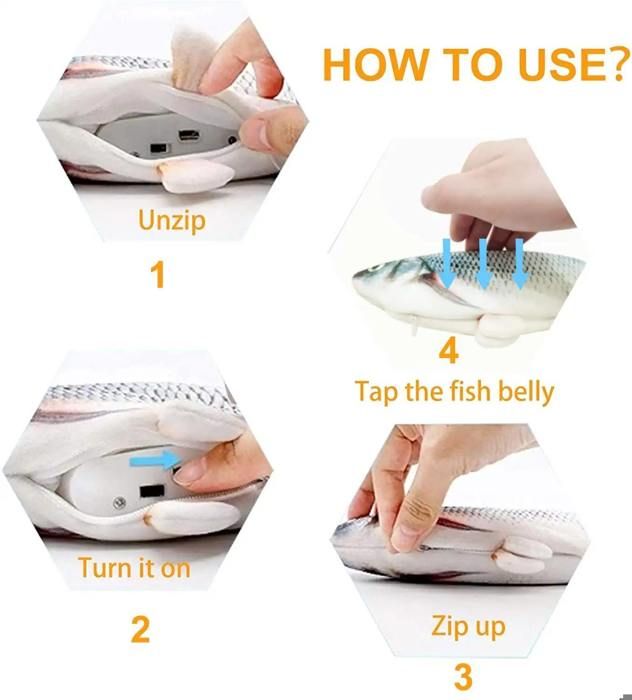 HOW TO USE?
Unzip
1
Turn it on
2
Zip up
3
4
Tap the fish belly